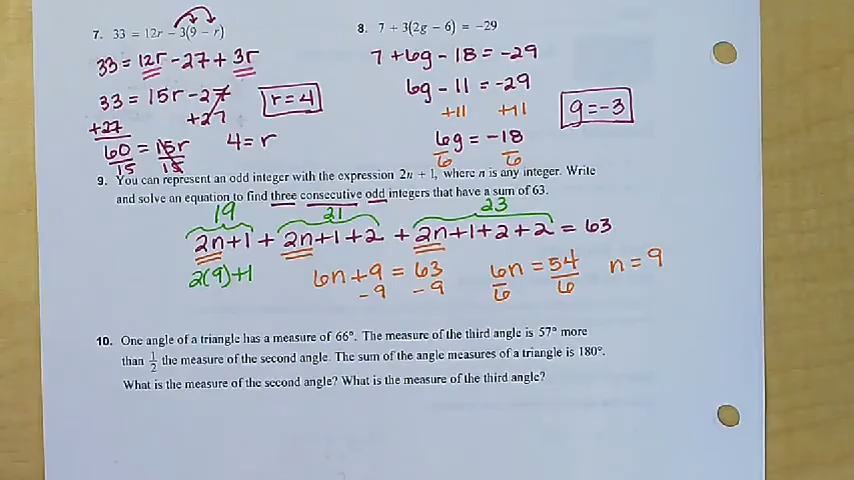 7. 33 = 12r − 3(9 − r)
33 = 12r − 27 + 3r
33 = 15r − 27
+27 +27
60 = 15r
15 15
4 = r
r = 4
8. 7 + 3(2g − 6) = −29
7 + 6g − 18 = −29
6g − 11 = −29
+11 +11
6g = −18
6 6
g = −3
9. You can represent an odd integer with the expression 2n + 1, where n is any integer. Write
and solve an equation to find three consecutive odd integers that have a sum of 63.
19 21 23
2n+1 + 2n+1+2 + 2n+1+2+2 = 63
2(9)+1 6n+9 = 63 6n = 54 n = 9
−9 −9 6 6
10. One angle of a triangle has a measure of 66°. The measure of the third angle is 57° more
than 1/2 the measure of the second angle. The sum of the angle measures of a triangle is 180°.
What is the measure of the second angle? What is the measure of the third angle?